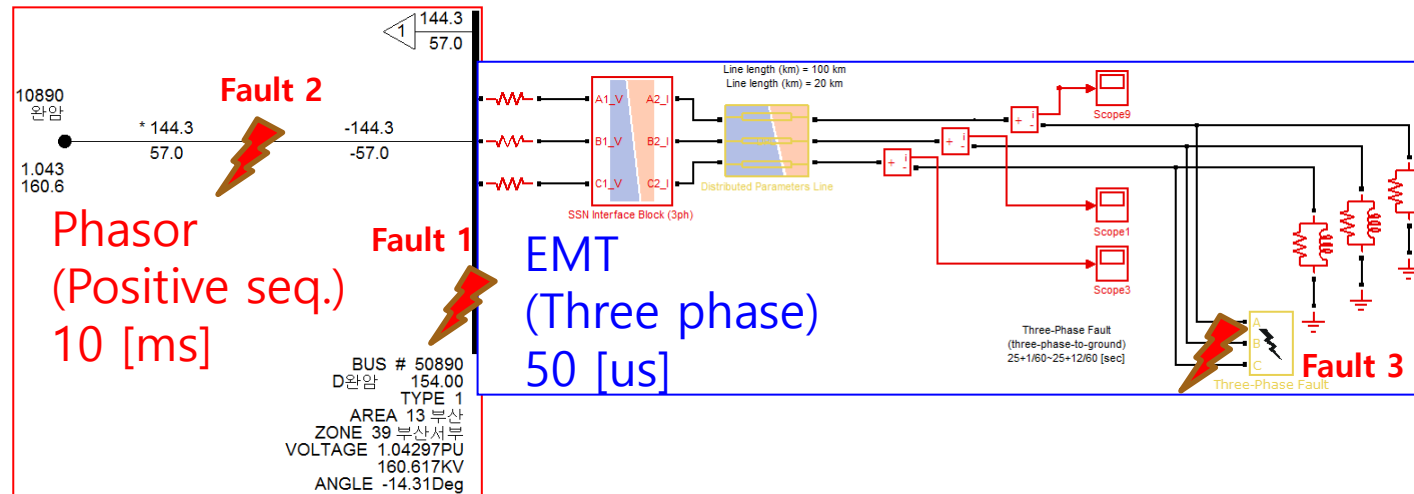 144.3
1
57.0
10890
완암
Fault 2
* 144.3
-144.3
57.0
-57.0
1.043
160.6
Phasor
(Positive seq.)
10 [ms]
Fault 1
BUS # 50890
D완암 154.00
TYPE 1
AREA 13 부산
ZONE 39 부산서부
VOLTAGE 1.04297PU
160.617KV
ANGLE -14.31Deg
EMT
(Three phase)
50 [us]
A1_V
A2_I
B1_V
B2_I
C1_V
C2_I
SSN Interface Block (3ph)
Line length (km) = 100 km
Line length (km) = 20 km
Distributed Parameters Line
+ i -
+ i -
+ i -
Scope9
Scope1
Scope3
Three-Phase Fault
(three-phase-to-ground)
25+1/60~25+12/60 [sec]
A
B
C
Three-Phase Fault
Fault 3